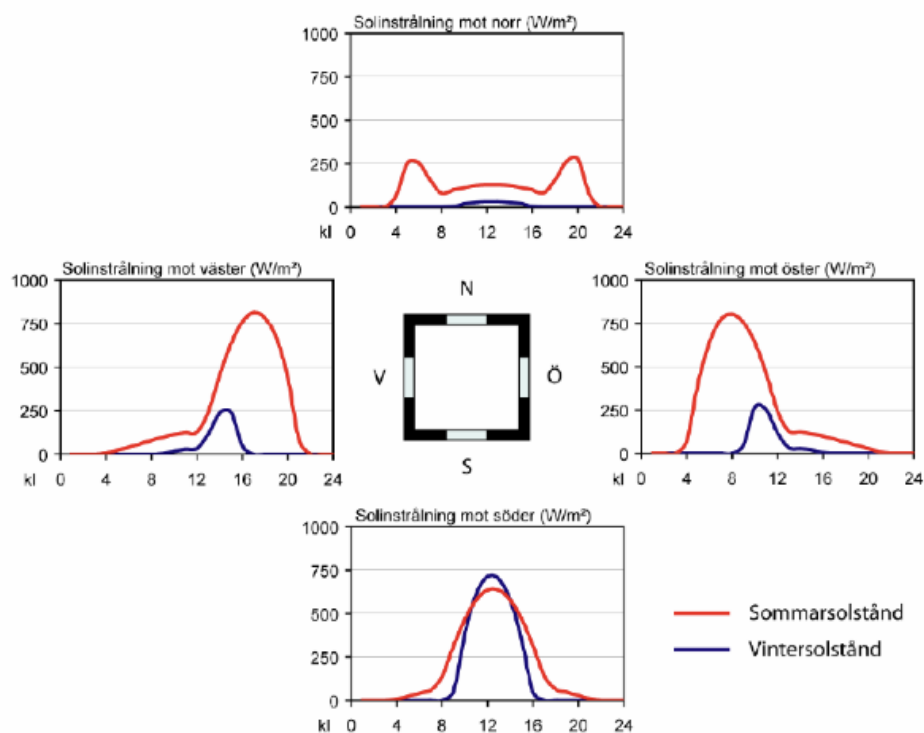 Solinstrålning mot norr (W/m²)
1000
750
500
250
0
kl 0 4 8 12 16 20 24
Solinstrålning mot väster (W/m²)
1000
750
500
250
0
kl 0 4 8 12 16 20 24
N
V Ö
S
Solinstrålning mot öster (W/m²)
1000
750
500
250
0
kl 0 4 8 12 16 20 24
Solinstrålning mot söder (W/m²)
1000
750
500
250
0
kl 0 4 8 12 16 20 24
Sommarsolstånd
Vintersolstånd